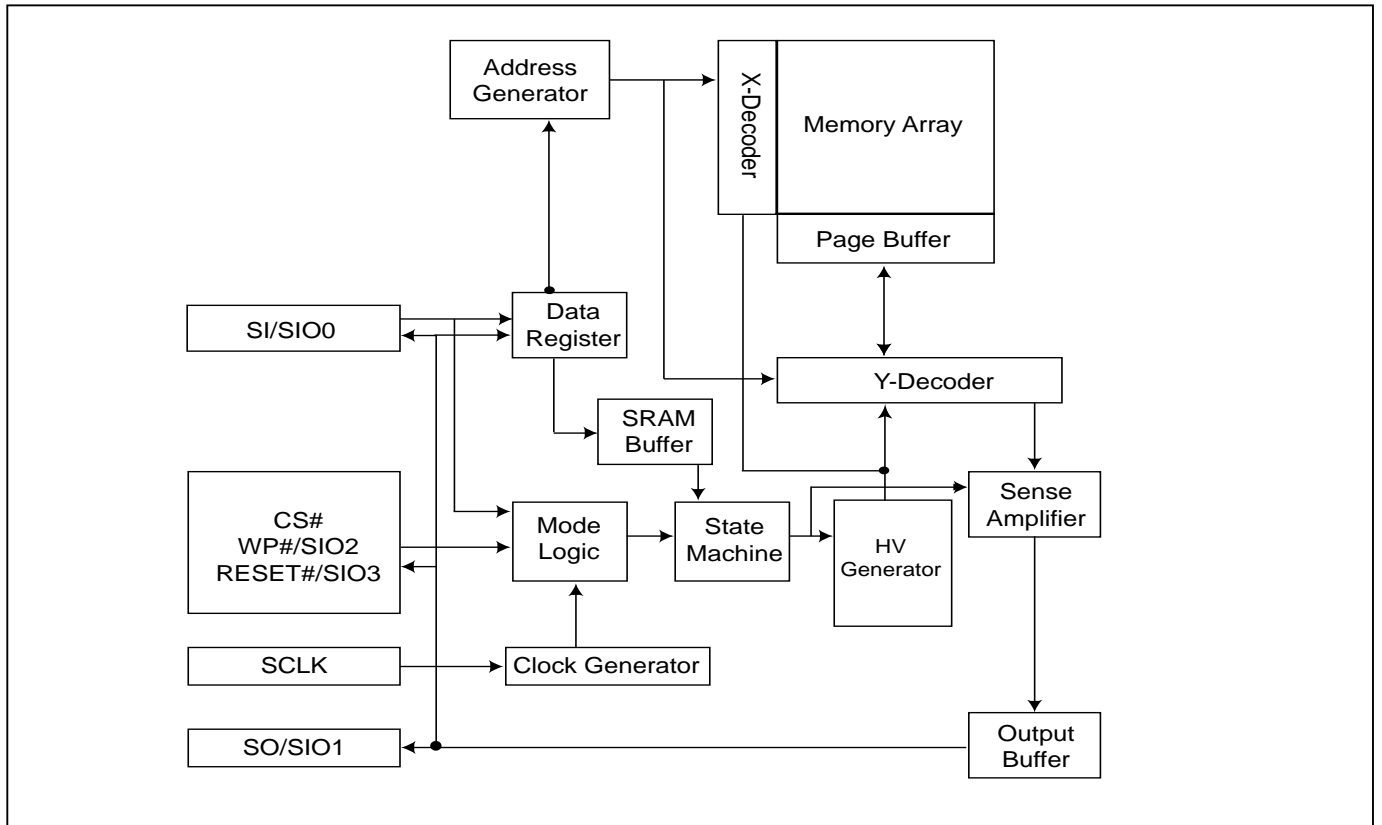 Address
Generator
X-Decoder
Memory Array
Page Buffer
SI/SIO0
Data
Register
Y-Decoder
SRAM
Buffer
CS#
WP#/SIO2
RESET#/SIO3
Mode
Logic
State
Machine
HV
Generator
Sense
Amplifier
SCLK
Clock Generator
SO/SIO1
Output
Buffer